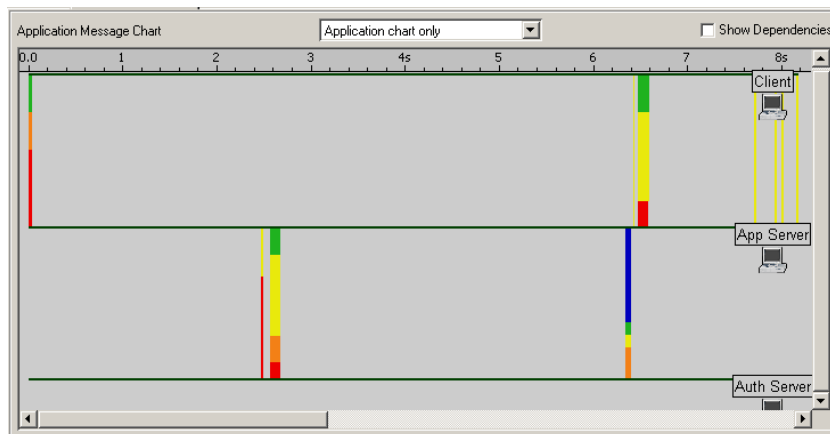 Application Message Chart Application chart only Show Dependencies
0.0 1 2 3 4s 5 6 7 8s
Client
App Server
Auth Server